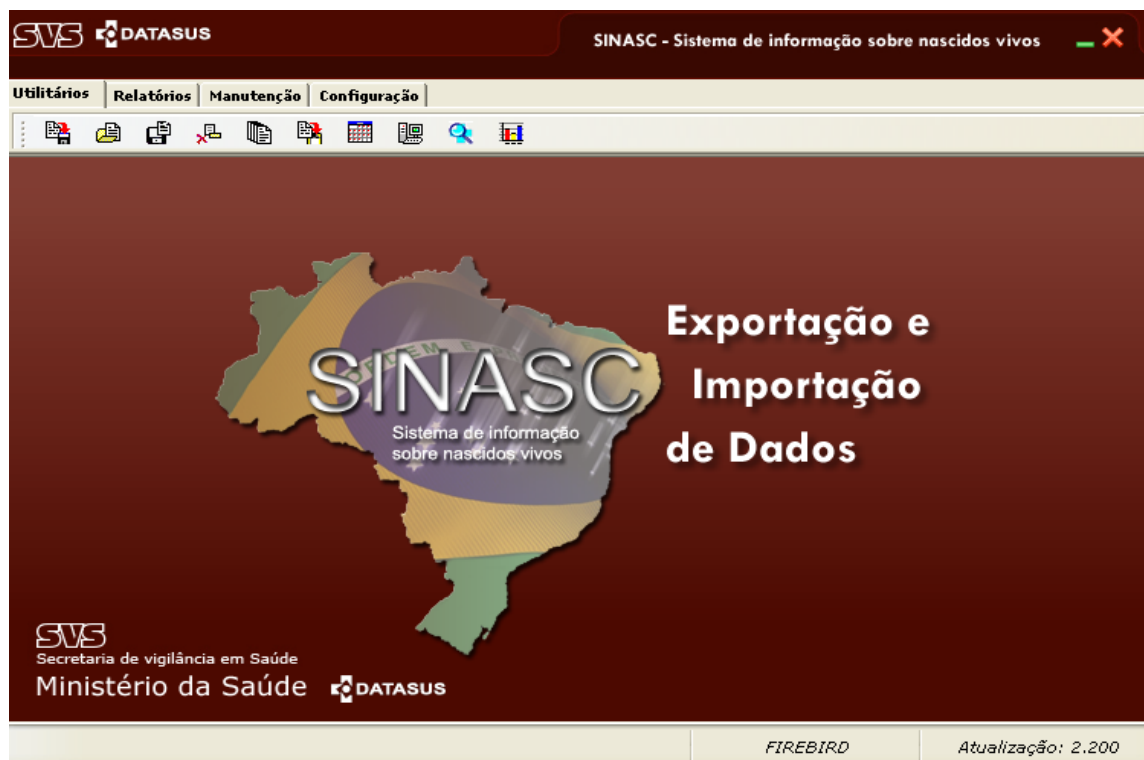 SVS DATASUS
SINASC - Sistema de informação sobre nascidos vivos
Utilitários Relatórios Manutenção Configuração
ORDEM E
SINASC
Sistema de informação
sobre nascidos vivos
Exportação e
Importação
de Dados
SVS
Secretaria de vigilância em Saúde
Ministério da Saúde DATASUS
FIREBIRD Atualização: 2.200